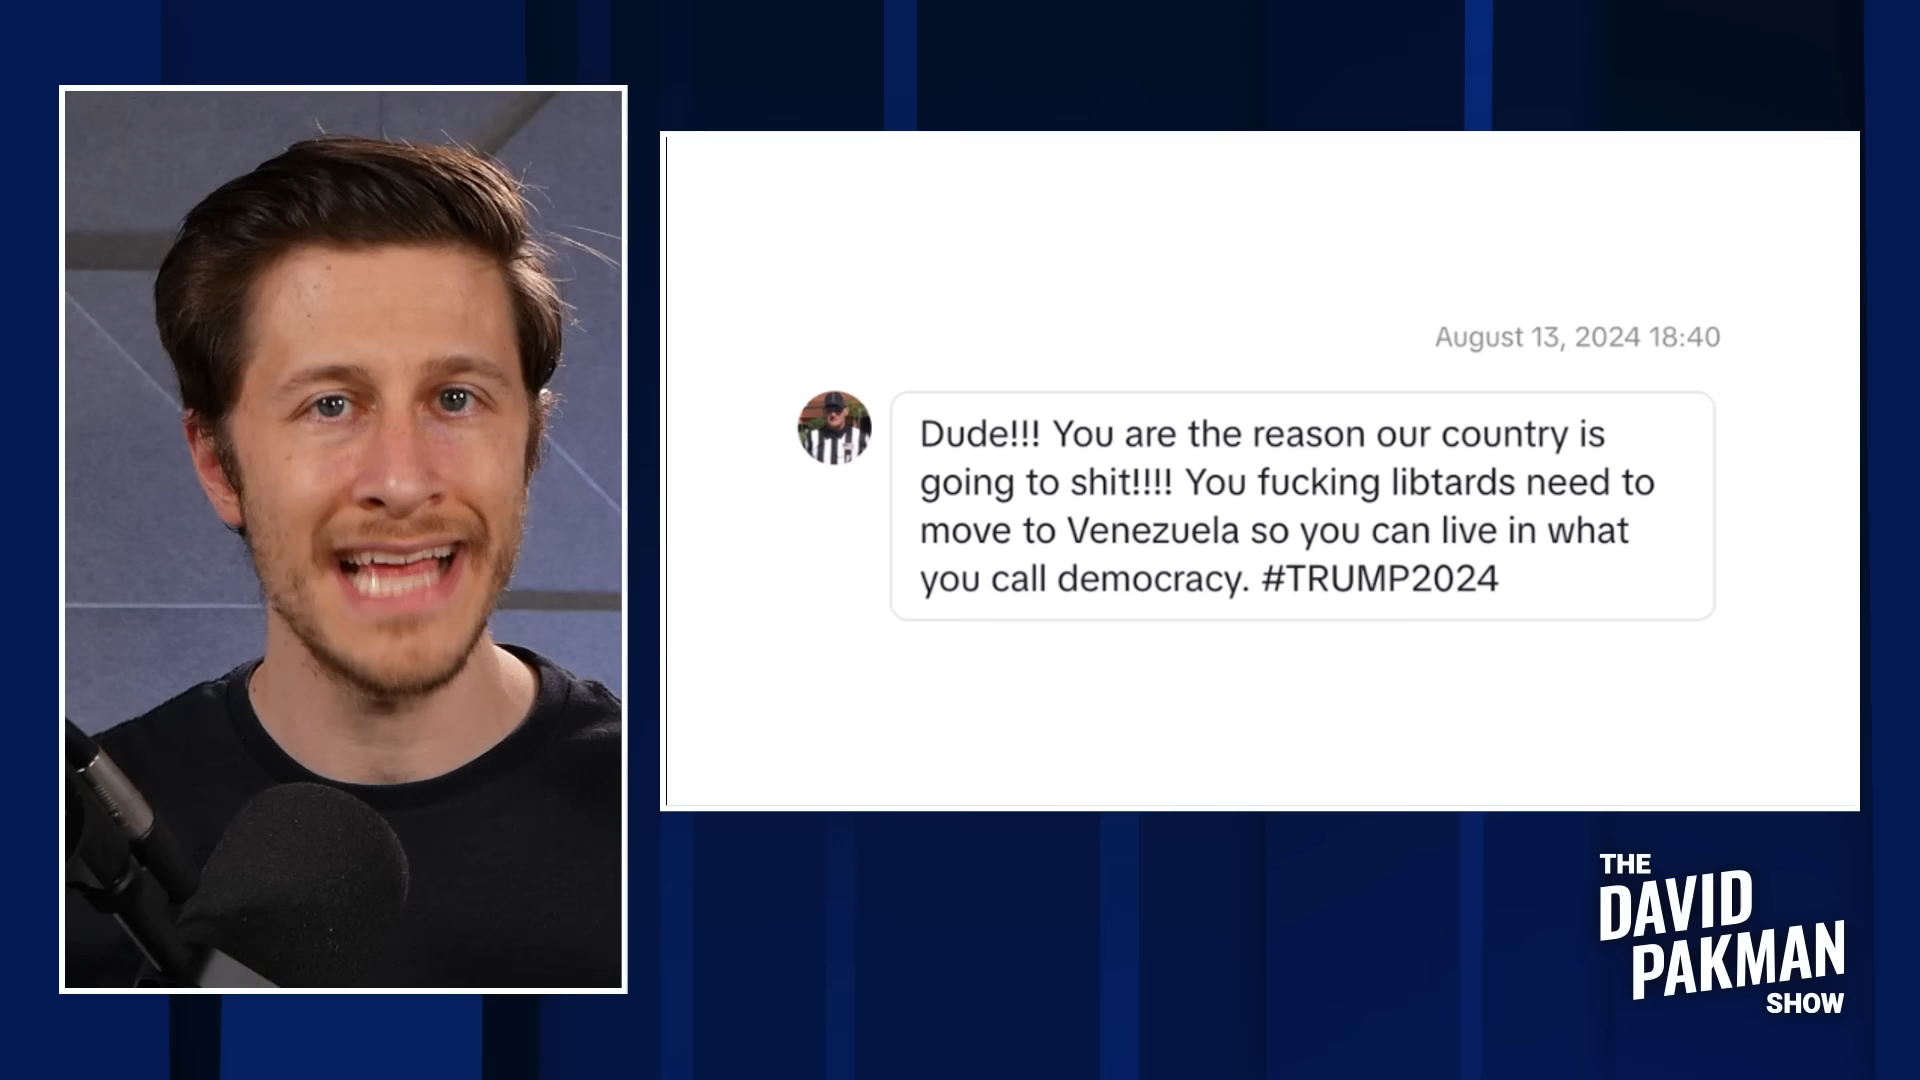 August 13, 2024 18:40
Dude!!! You are the reason our country is
going to shit!!!! You fucking libtards need to
move to Venezuela so you can live in what
you call democracy. #TRUMP2024
THE
DAVID
PAKMAN
SHOW